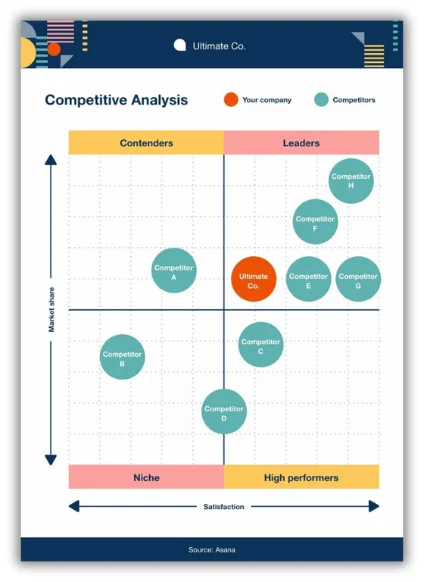 Ultimate Co.
Competitive Analysis
Your company
Competitors
Contenders
Leaders
Competitor
H
Competitor
F
Competitor
A
Ultimate
Co.
Competitor
E
Competitor
G
Market share
Competitor
C
Competitor
B
Competitor
D
Niche
High performers
Satisfaction
Source: Asana